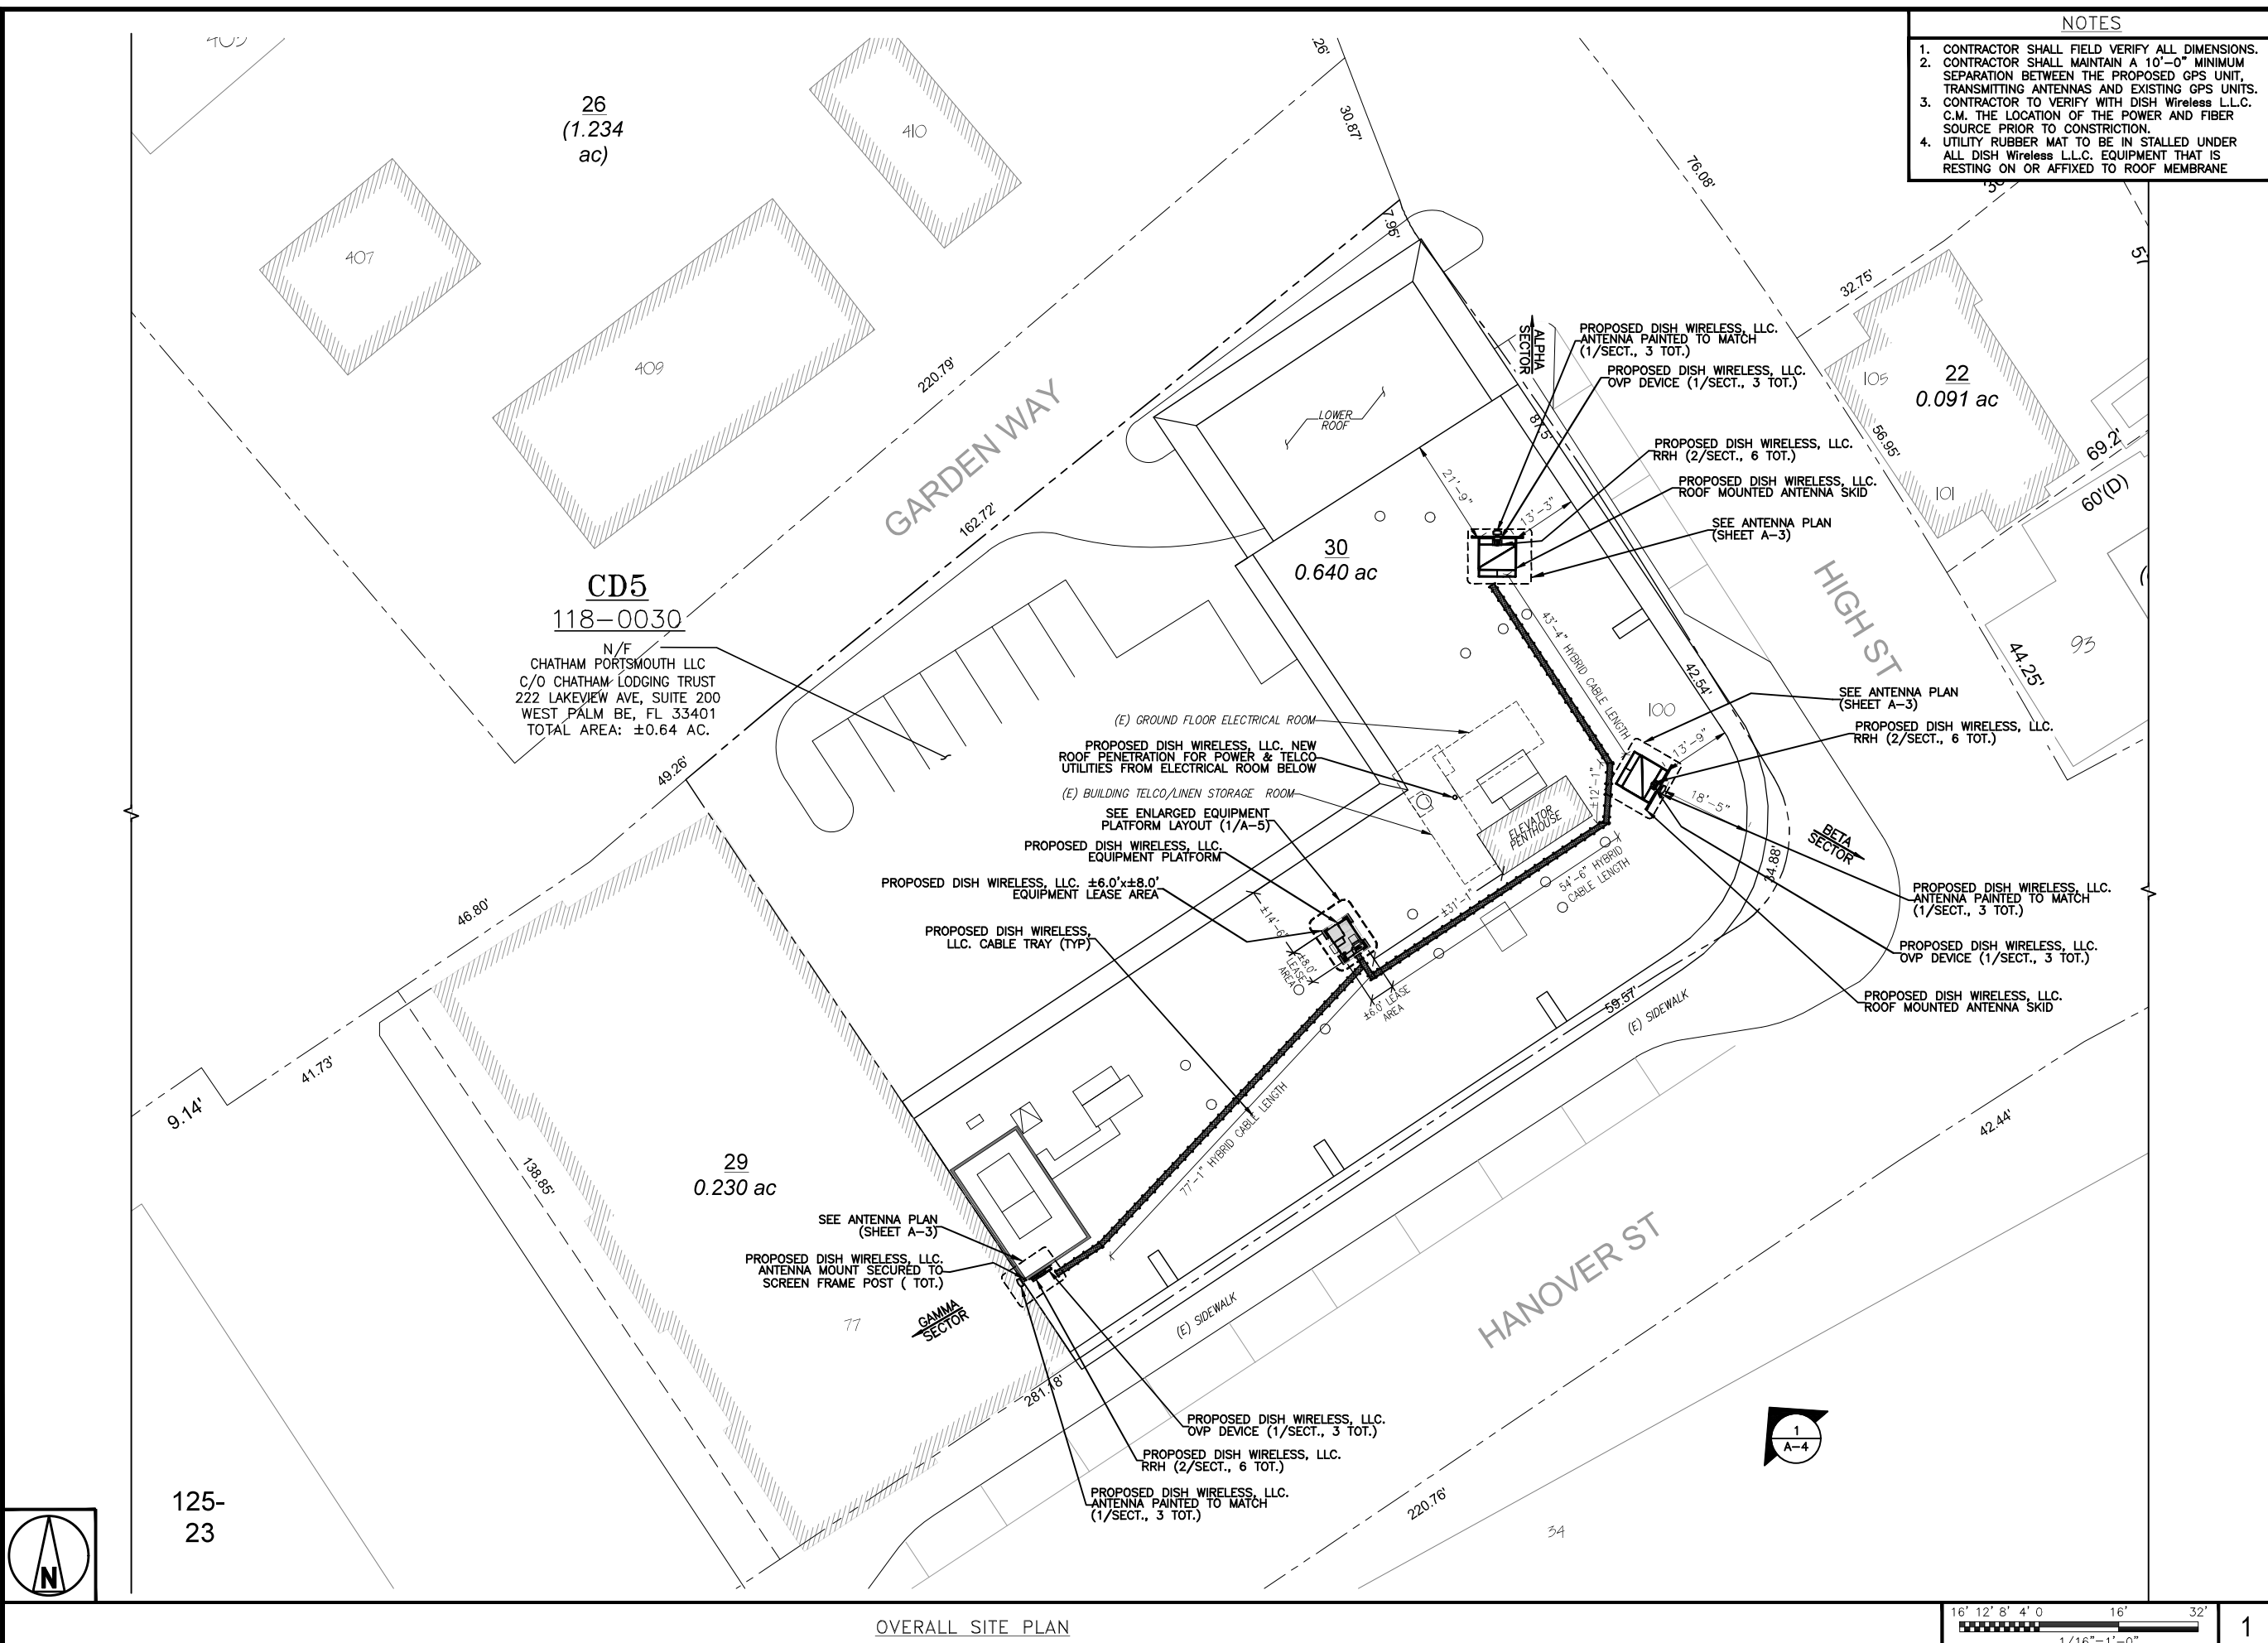 NOTES
1. CONTRACTOR SHALL FIELD VERIFY ALL DIMENSIONS.
2. CONTRACTOR SHALL MAINTAIN A 10'-0" MINIMUM
SEPARATION BETWEEN THE PROPOSED GPS UNIT,
TRANSMITTING ANTENNAS AND EXISTING GPS UNITS.
3. CONTRACTOR TO VERIFY WITH DISH Wireless L.L.C.
C.M. THE LOCATION OF THE POWER AND FIBER
SOURCE PRIOR TO CONSTRICTION.
4. UTILITY RUBBER MAT TO BE IN STALLED UNDER
ALL DISH Wireless L.L.C. EQUIPMENT THAT IS
RESTING ON OR AFFIXED TO ROOF MEMBRANE
26
(1.234
ac)
410
407
409
30.87'
7.95'
76.08'
32.75'
220.79'
GARDEN WAY
162.72'
ALPHA
SECTOR
PROPOSED DISH WIRELESS, LLC.
ANTENNA PAINTED TO MATCH
(1/SECT., 3 TOT.)
PROPOSED DISH WIRELESS, LLC.
OVP DEVICE (1/SECT., 3 TOT.)
PROPOSED DISH WIRELESS, LLC.
RRH (2/SECT., 6 TOT.)
PROPOSED DISH WIRELESS, LLC.
ROOF MOUNTED ANTENNA SKID
SEE ANTENNA PLAN
(SHEET A-3)
105
22
0.091 ac
56.95'
69.2'
60'(D)
101
LOWER
ROOF
87.5'
21'-9"
13'-3"
30
0.640 ac
HIGH ST
93
44.25'
CD5
118-0030
N/F
CHATHAM PORTSMOUTH LLC
C/O CHATHAM LODGING TRUST
222 LAKEVIEW AVE, SUITE 200
WEST PALM BE, FL 33401
TOTAL AREA: ±0.64 AC.
43'-4" HYBRID CABLE LENGTH
42.54'
100
SEE ANTENNA PLAN
(SHEET A-3)
PROPOSED DISH WIRELESS, LLC.
RRH (2/SECT., 6 TOT.)
13'-9"
18'-5"
±12'-1"
BETA
SECTOR
34.88'
PROPOSED DISH WIRELESS, LLC.
ANTENNA PAINTED TO MATCH
(1/SECT., 3 TOT.)
PROPOSED DISH WIRELESS, LLC.
OVP DEVICE (1/SECT., 3 TOT.)
PROPOSED DISH WIRELESS, LLC.
ROOF MOUNTED ANTENNA SKID
(E) GROUND FLOOR ELECTRICAL ROOM
PROPOSED DISH WIRELESS, LLC. NEW
ROOF PENETRATION FOR POWER & TELCO
UTILITIES FROM ELECTRICAL ROOM BELOW
(E) BUILDING TELCO/LINEN STORAGE ROOM
SEE ENLARGED EQUIPMENT
PLATFORM LAYOUT (1/A-5)
PROPOSED DISH WIRELESS, LLC.
EQUIPMENT PLATFORM
PROPOSED DISH WIRELESS, LLC. ±6.0'x±8.0'
EQUIPMENT LEASE AREA
PROPOSED DISH WIRELESS,
LLC. CABLE TRAY (TYP)
ELEVATOR
PENTHOUSE
54'-6" HYBRID
CABLE LENGTH
±31'-1"
±14'-6"
±8.0'
LEASE
AREA
±6.0' LEASE
AREA
59.57'
(E) SIDEWALK
49.26'
46.80'
41.73'
9.14'
138.85'
29
0.230 ac
77'-1" HYBRID CABLE LENGTH
42.44'
SEE ANTENNA PLAN
(SHEET A-3)
PROPOSED DISH WIRELESS, LLC.
ANTENNA MOUNT SECURED TO
SCREEN FRAME POST ( TOT.)
77
GAMMA
SECTOR
(E) SIDEWALK
HANOVER ST
281.18'
PROPOSED DISH WIRELESS, LLC.
OVP DEVICE (1/SECT., 3 TOT.)
PROPOSED DISH WIRELESS, LLC.
RRH (2/SECT., 6 TOT.)
PROPOSED DISH WIRELESS, LLC.
ANTENNA PAINTED TO MATCH
(1/SECT., 3 TOT.)
1
A-4
220.76'
34
125-
23
N
OVERALL SITE PLAN
16' 12' 8' 4' 0 16' 32'
1/16"=1'-0"
1